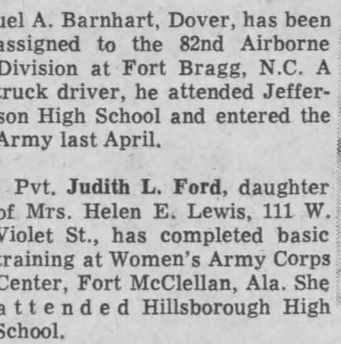 uel A. Barnhart, Dover, has been
assigned to the 82nd Airborne
Division at Fort Bragg, N.C. A
truck driver, he attended Jeffer-
son High School and entered the
Army last April.
Pvt. Judith L. Ford, daughter
of Mrs. Helen E. Lewis, 111 W.
Violet St., has completed basic
training at Women's Army Corps
Center, Fort McClellan, Ala. She
attended Hillsborough High
School.